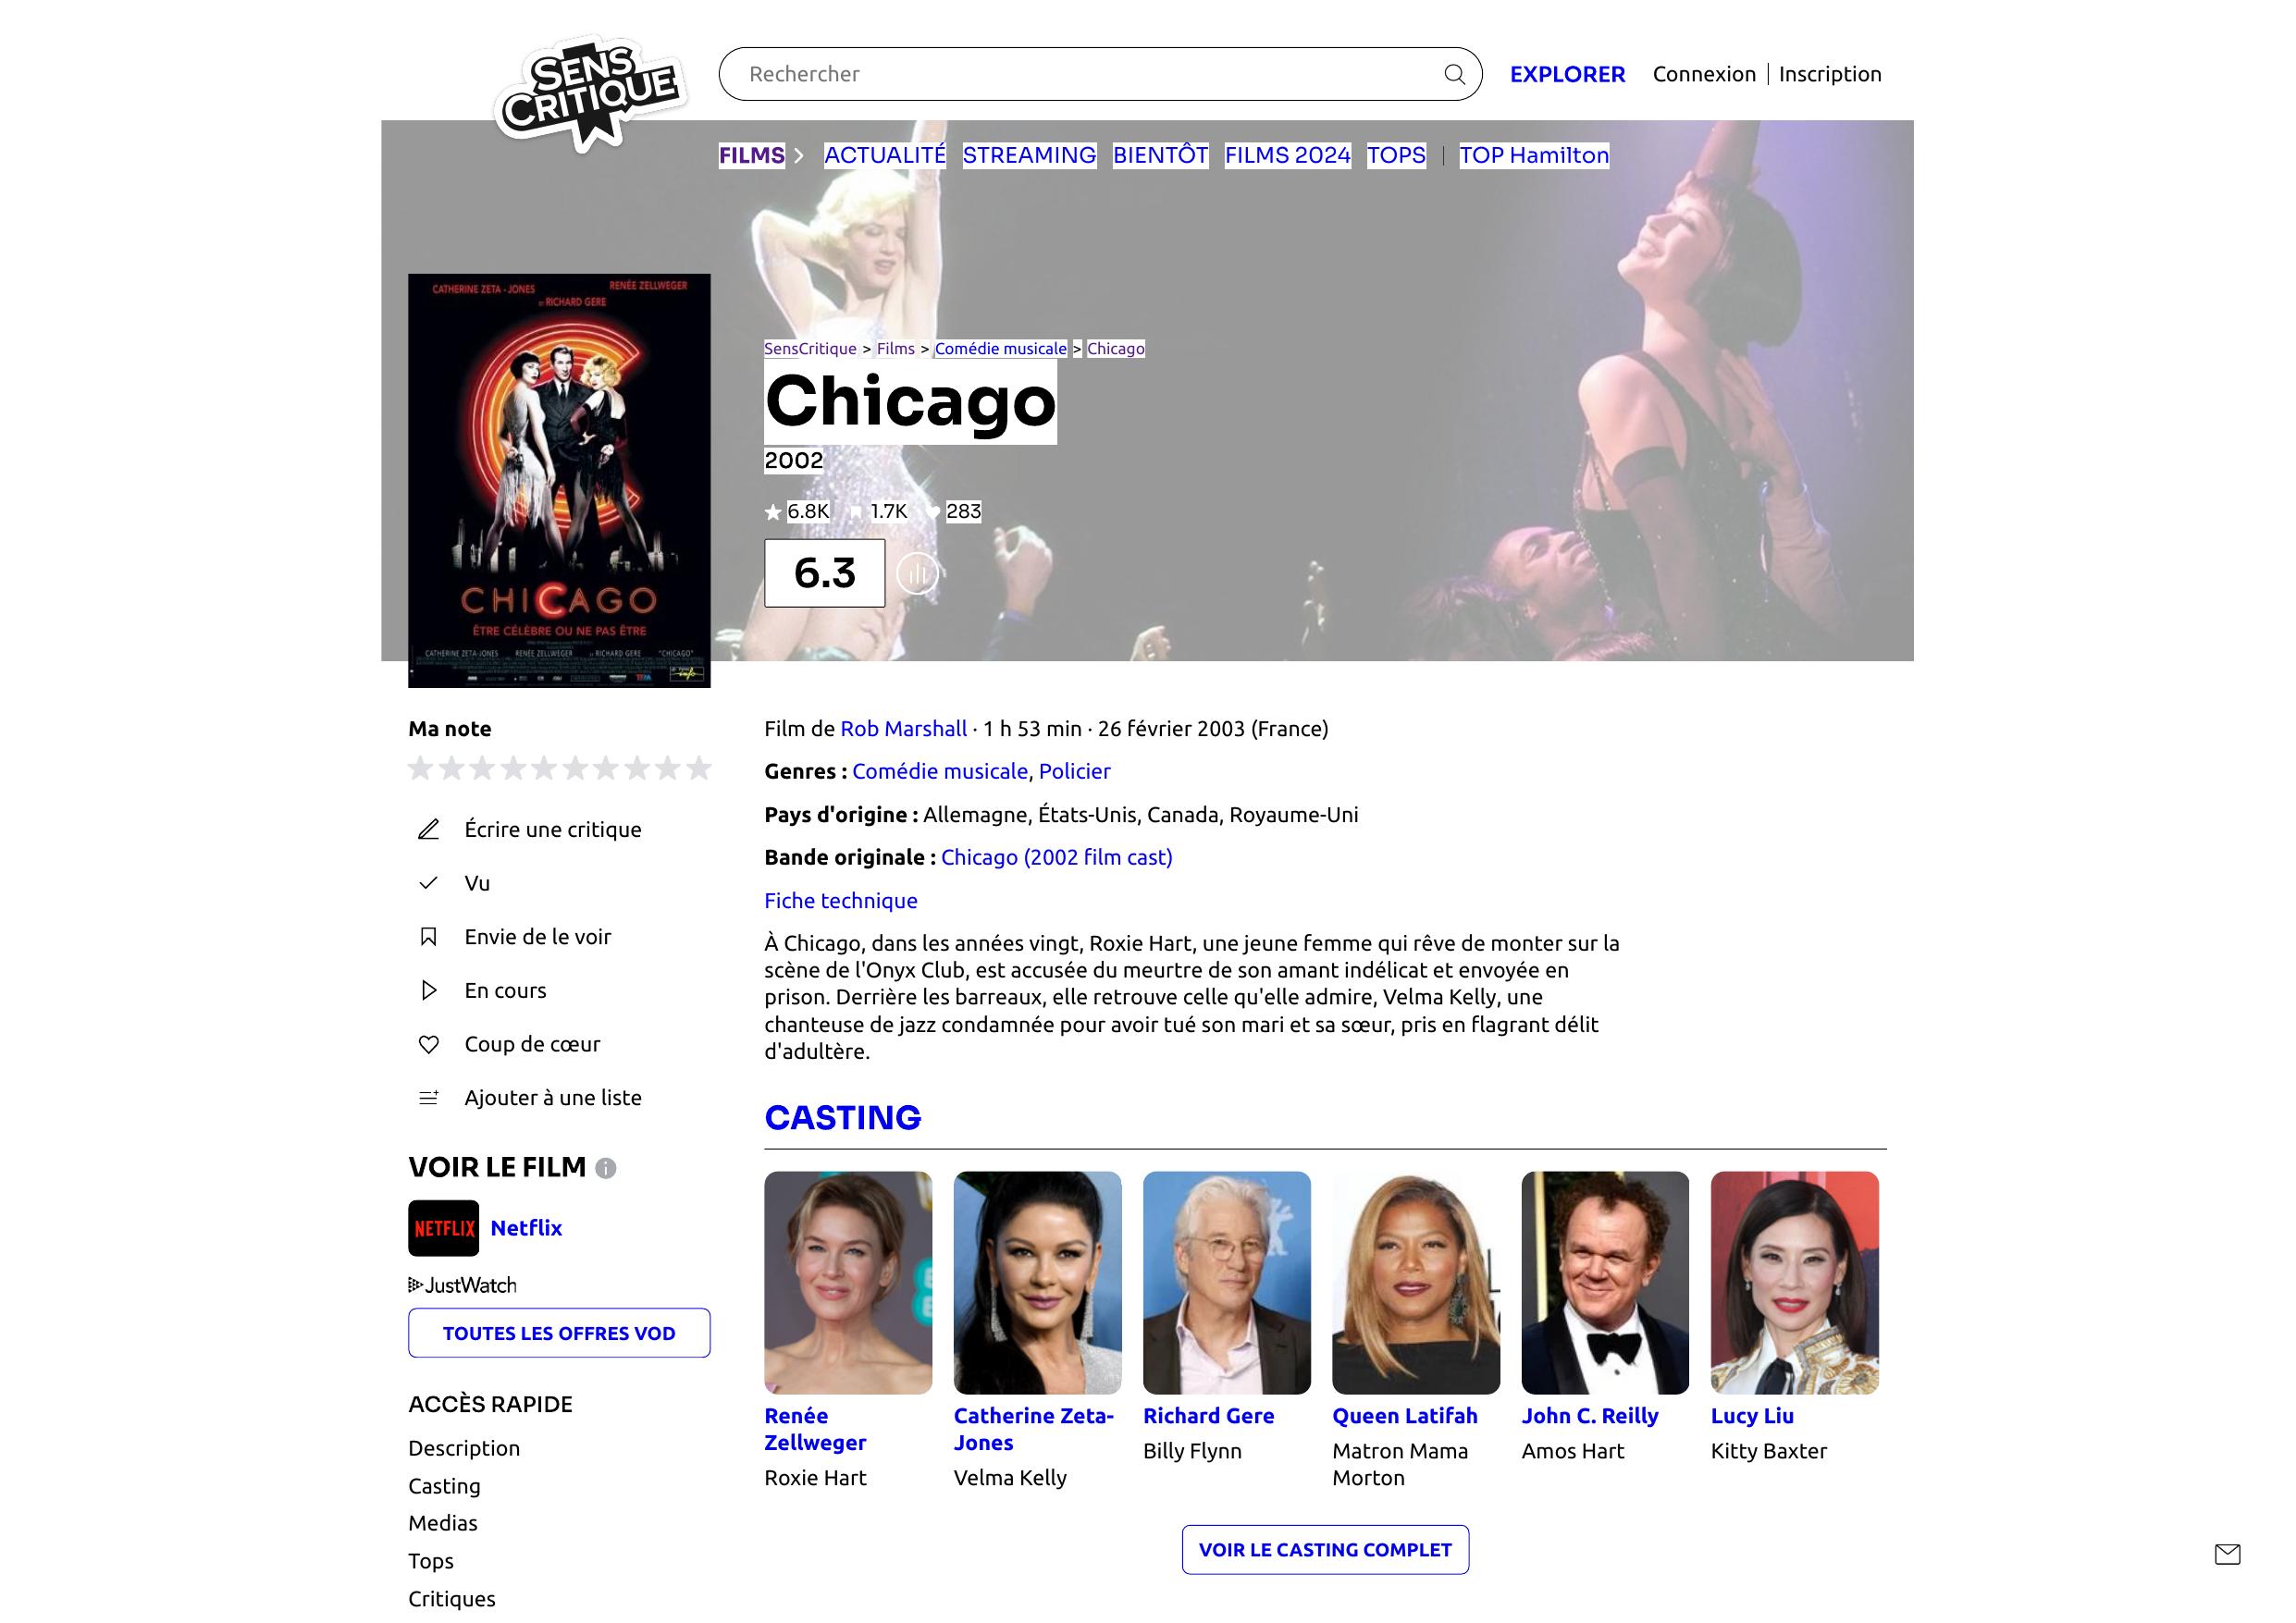 SENS CRITIQUE
Rechercher
EXPLORER
Connexion
Inscription
FILMS
ACTUALITÉ
STREAMING
BIENTÔT
FILMS 2024
TOPS
TOP Hamilton
CATHERINE ZETA - JONES
RENÉE ZELLWEGER
ET RICHARD GERE
CHICAGO
ÊTRE CÉLÈBRE OU NE PAS ÊTRE
CATHERINE ZETA-JONES RENÉE ZELLWEGER ET RICHARD GERE "CHICAGO"
SensCritique > Films > Comédie musicale > Chicago
Chicago
2002
6.8K 1.7K 283
6.3
Ma note
Écrire une critique
Vu
Envie de le voir
En cours
Coup de cœur
Ajouter à une liste
VOIR LE FILM
NETFLIX Netflix
JustWatch
TOUTES LES OFFRES VOD
ACCÈS RAPIDE
Description
Casting
Medias
Tops
Critiques
Film de Rob Marshall · 1 h 53 min · 26 février 2003 (France)
Genres : Comédie musicale, Policier
Pays d'origine : Allemagne, États-Unis, Canada, Royaume-Uni
Bande originale : Chicago (2002 film cast)
Fiche technique
À Chicago, dans les années vingt, Roxie Hart, une jeune femme qui rêve de monter sur la
scène de l'Onyx Club, est accusée du meurtre de son amant indélicat et envoyée en
prison. Derrière les barreaux, elle retrouve celle qu'elle admire, Velma Kelly, une
chanteuse de jazz condamnée pour avoir tué son mari et sa sœur, pris en flagrant délit
d'adultère.
CASTING
Renée
Zellweger
Roxie Hart
Catherine Zeta-
Jones
Velma Kelly
Richard Gere
Billy Flynn
Queen Latifah
Matron Mama
Morton
John C. Reilly
Amos Hart
Lucy Liu
Kitty Baxter
VOIR LE CASTING COMPLET